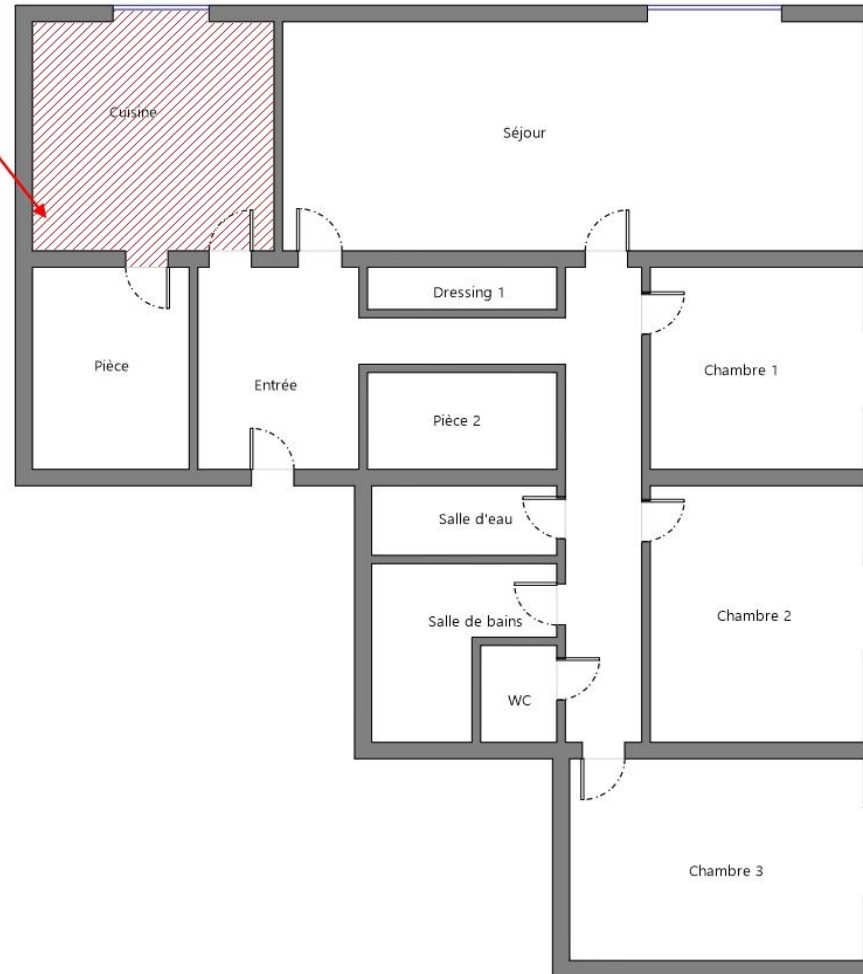 Cuisine
Séjour
Dressing 1
Pièce
Entrée
Chambre 1
Pièce 2
Salle d'eau
Salle de bains
Chambre 2
WC
Chambre 3